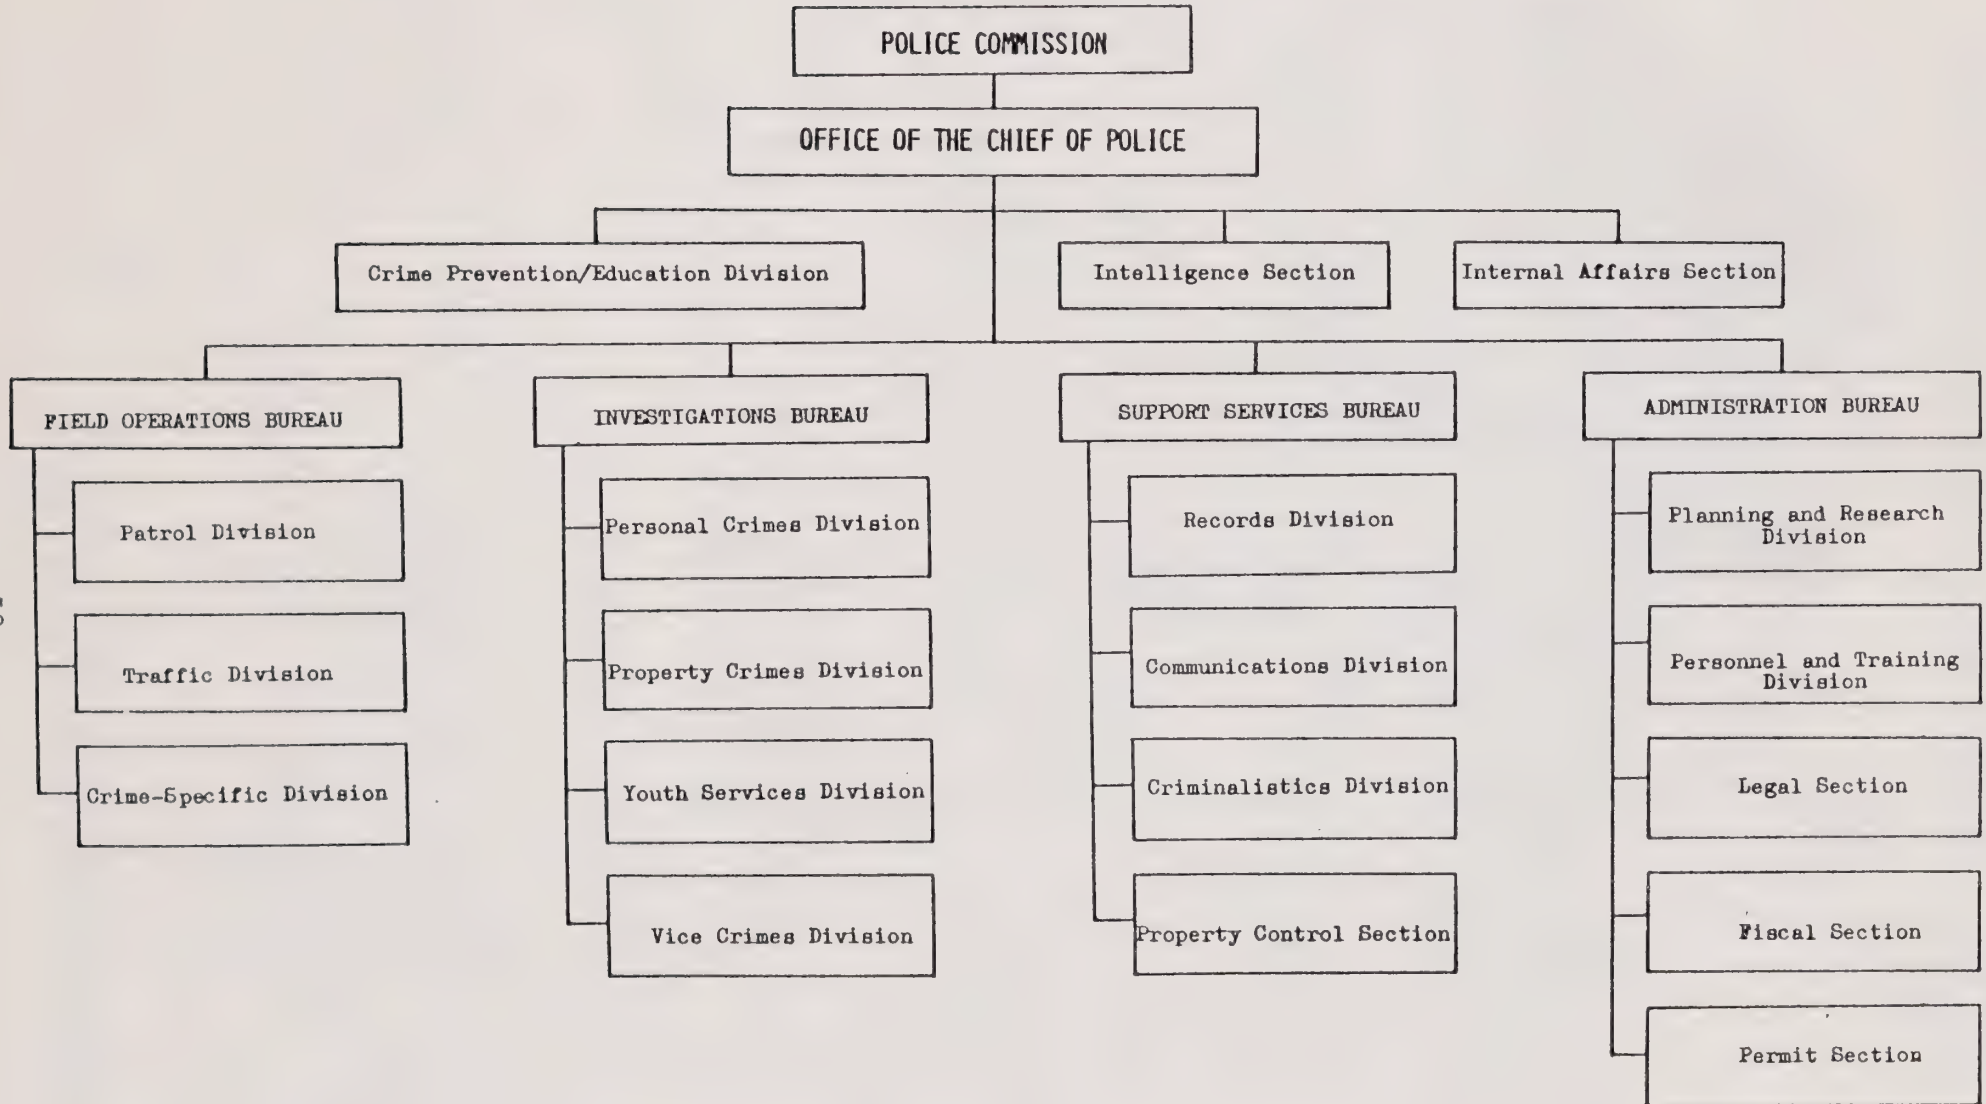 POLICE COMMISSION
OFFICE OF THE CHIEF OF POLICE
Crime Prevention/Education Division
Intelligence Section
Internal Affairs Section
FIELD OPERATIONS BUREAU
Patrol Division
Traffic Division
Crime-Specific Division
INVESTIGATIONS BUREAU
Personal Crimes Division
Property Crimes Division
Youth Services Division
Vice Crimes Division
SUPPORT SERVICES BUREAU
Records Division
Communications Division
Criminalistics Division
Property Control Section
ADMINISTRATION BUREAU
Planning and Research
Division
Personnel and Training
Division
Legal Section
Fiscal Section
Permit Section